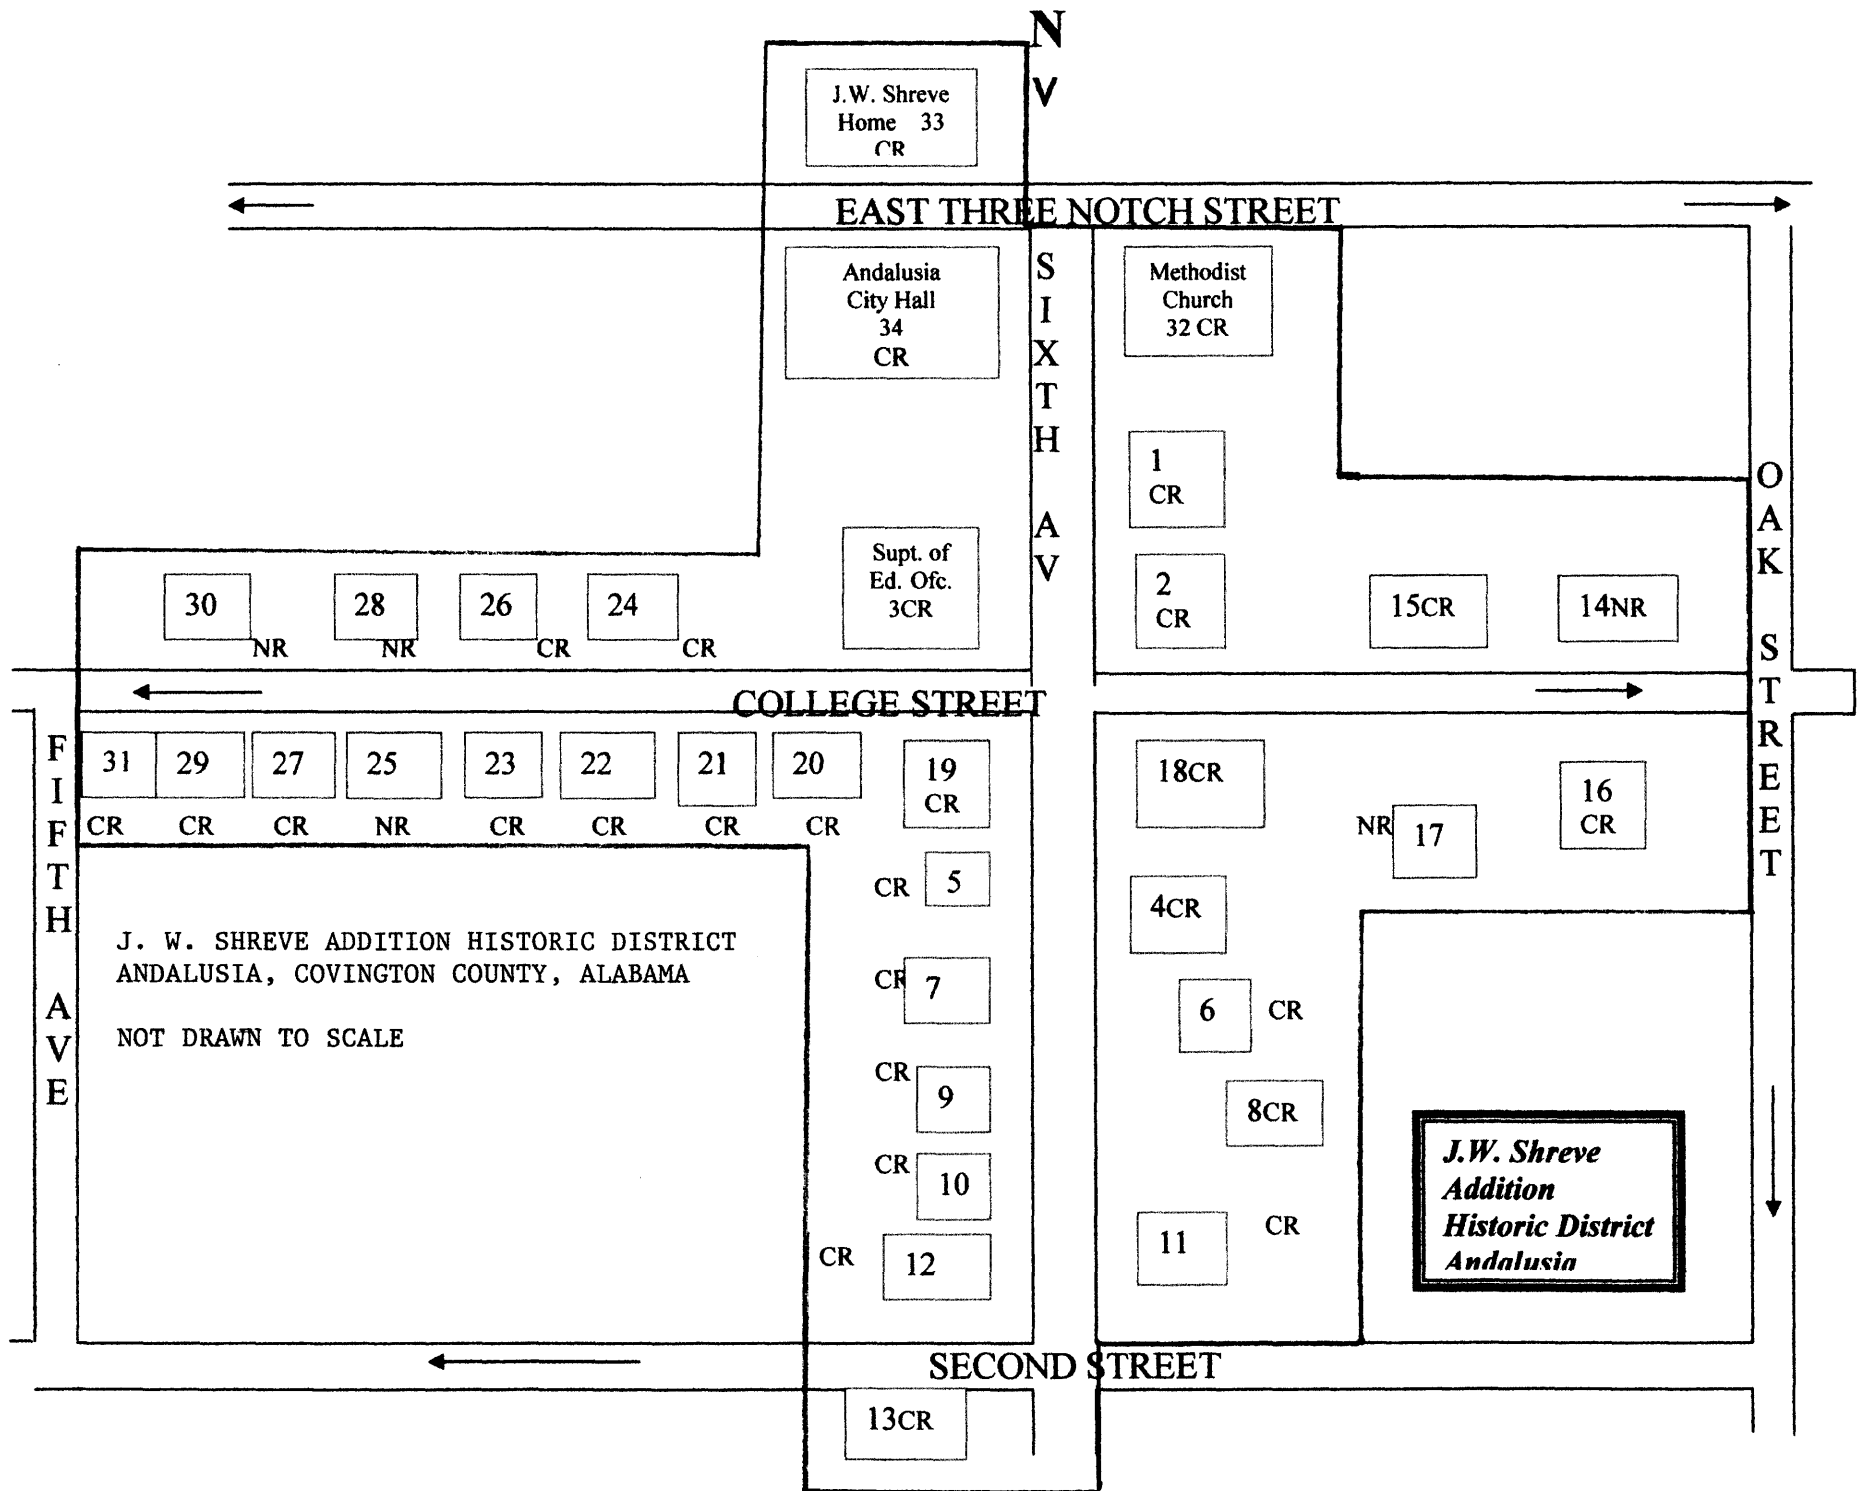 N
V
J.W. Shreve
Home 33
CR
EAST THREE NOTCH STREET
Andalusia
City Hall
34
CR
SIXTH AV
Methodist
Church
32 CR
1
CR
OAK STREET
Supt. of
Ed. Ofc.
3CR
2
CR
30
NR
28
NR
26
CR
24
CR
15CR
14NR
COLLEGE STREET
FIFTH AVE
31
29
27
25
23
22
21
20
CR
CR
CR
NR
CR
CR
CR
CR
19
CR
18CR
NR
17
16
CR
CR
5
4CR
J. W. SHREVE ADDITION HISTORIC DISTRICT
ANDALUSIA, COVINGTON COUNTY, ALABAMA
NOT DRAWN TO SCALE
CR
7
6
CR
CR
9
8CR
CR
10
CR
12
11
CR
J.W. Shreve
Addition
Historic District
Andalusia
SECOND STREET
13CR